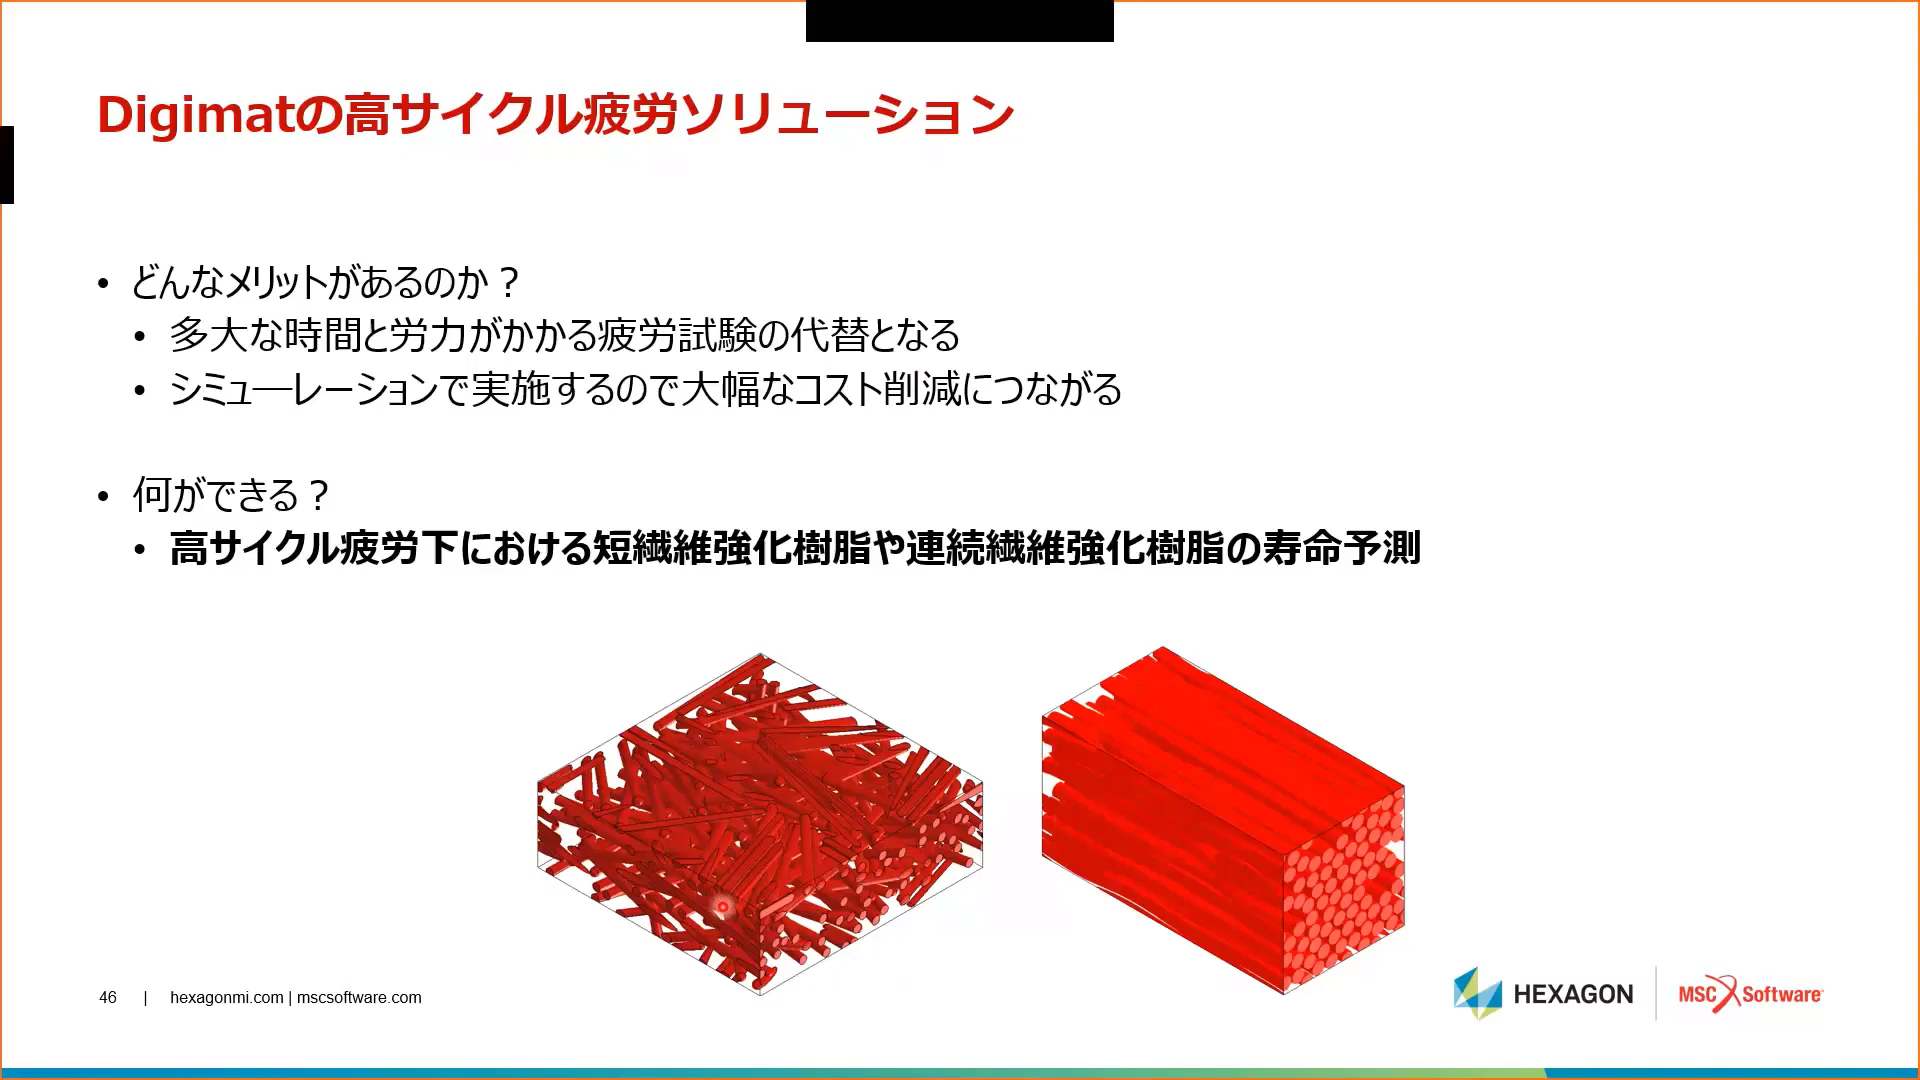 Digimatの高サイクル疲労ソリューション
• どんなメリットがあるのか？
• 多大な時間と労力がかかる疲労試験の代替となる
• シミュ―レーションで実施するので大幅なコスト削減につながる
• 何ができる？
• 高サイクル疲労下における短繊維強化樹脂や連続繊維強化樹脂の寿命予測
46 | hexagonmi.com | mscsoftware.com
HEXAGON
MSC Software